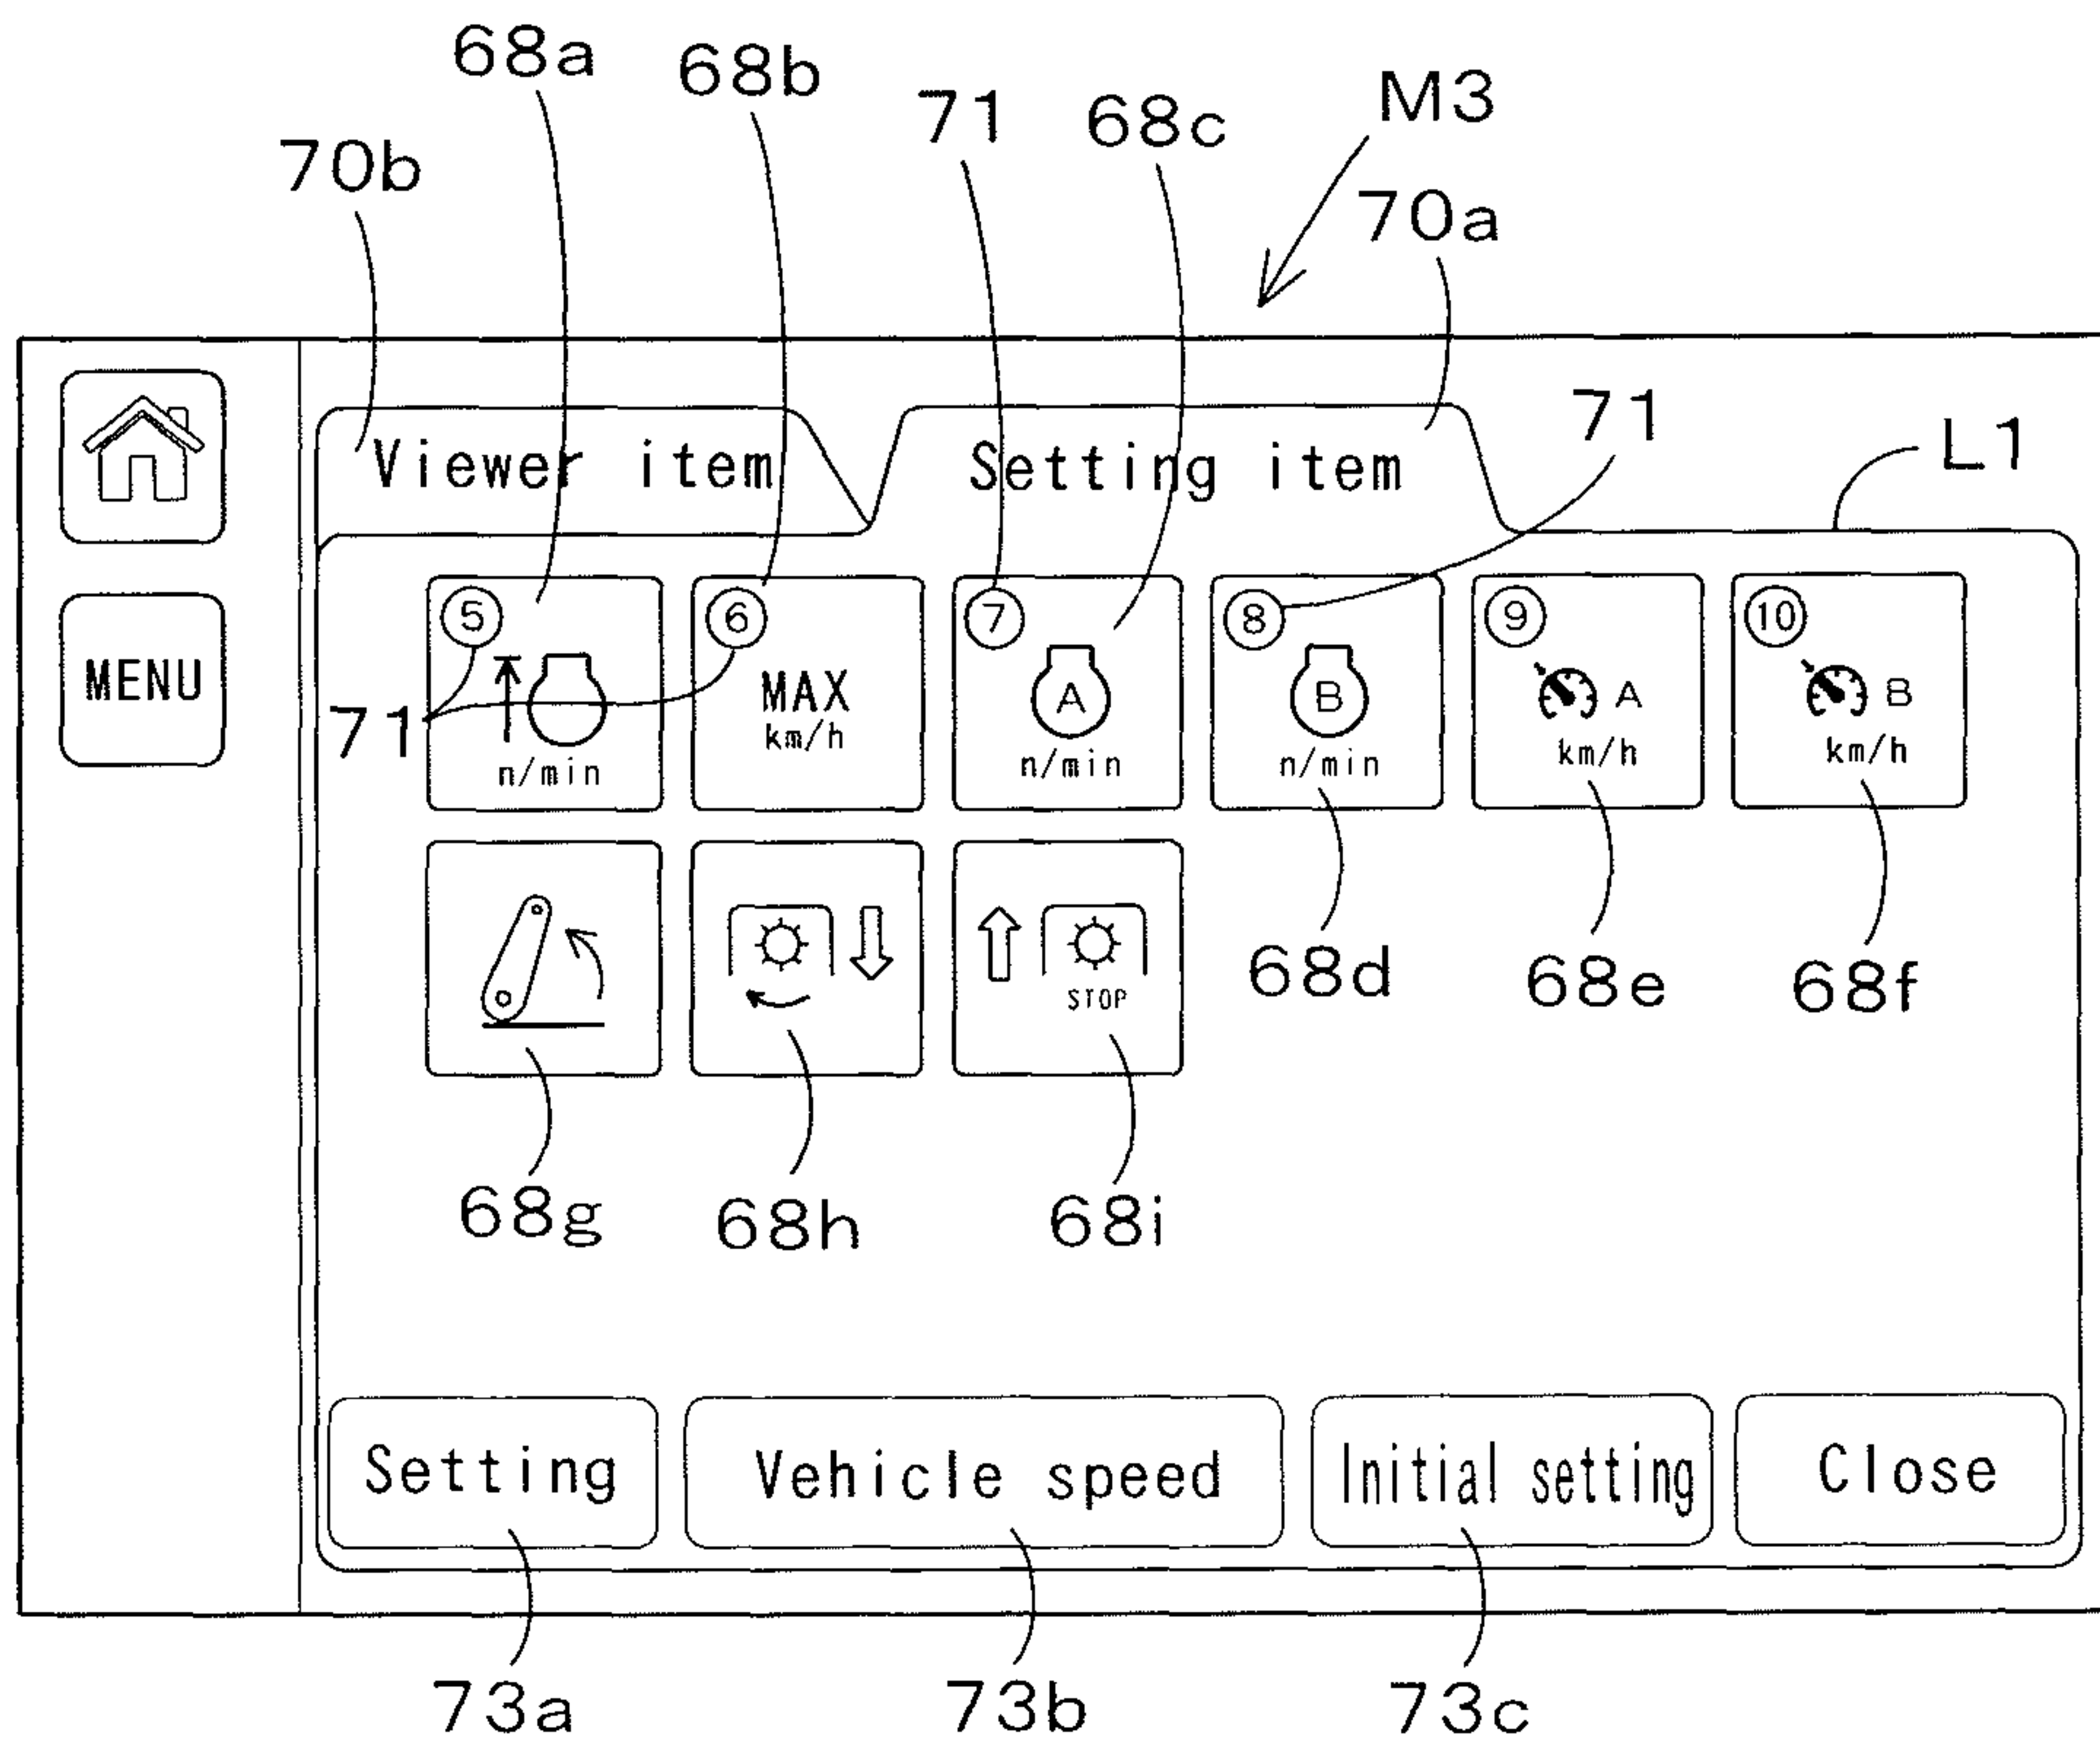 68a
68b
71
68c
M3
70b
70a
71
L1
Viewer item
Setting item
MENU
5
6
7
8
9
10
71
n/min
MAX
km/h
A
n/min
B
n/min
A
km/h
B
km/h
STOP
68d
68e
68f
68g
68h
68i
Setting
Vehicle speed
Initial setting
Close
73a
73b
73c